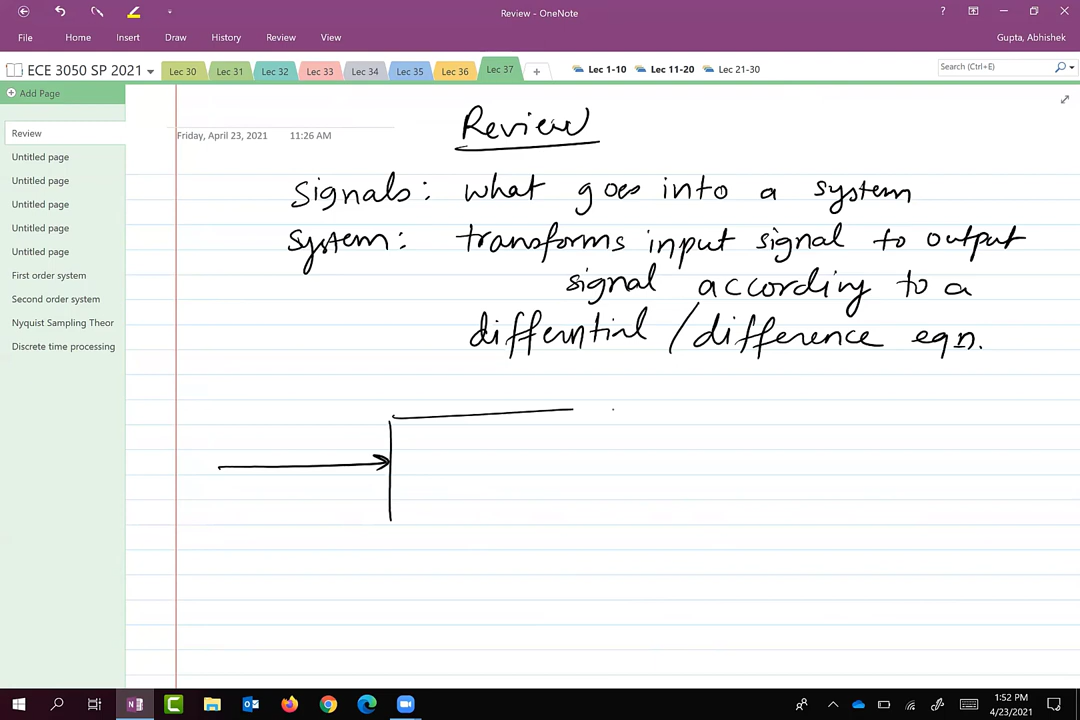 Review - OneNote
File Home Insert Draw History Review View
Gupta, Abhishek
ECE 3050 SP 2021
Lec 30 Lec 31 Lec 32 Lec 33 Lec 34 Lec 35 Lec 36 Lec 37
Lec 1-10 Lec 11-20 Lec 21-30
Search (Ctrl+E)
Add Page
Review
Untitled page
Untitled page
Untitled page
Untitled page
Untitled page
First order system
Second order system
Nyquist Sampling Theor
Discrete time processing
Friday, April 23, 2021 11:26 AM
Review
Signals: what goes into a system
System: transforms input signal to output
signal according to a
differntial / difference eqn.
1:52 PM
4/23/2021